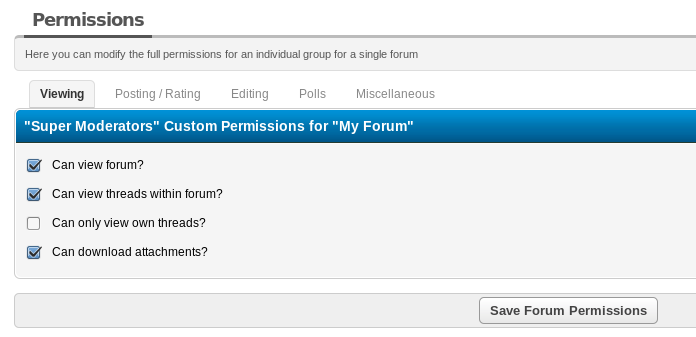 Permissions
Here you can modify the full permissions for an individual group for a single forum
Viewing Posting / Rating Editing Polls Miscellaneous
"Super Moderators" Custom Permissions for "My Forum"
Can view forum?
Can view threads within forum?
Can only view own threads?
Can download attachments?
Save Forum Permissions